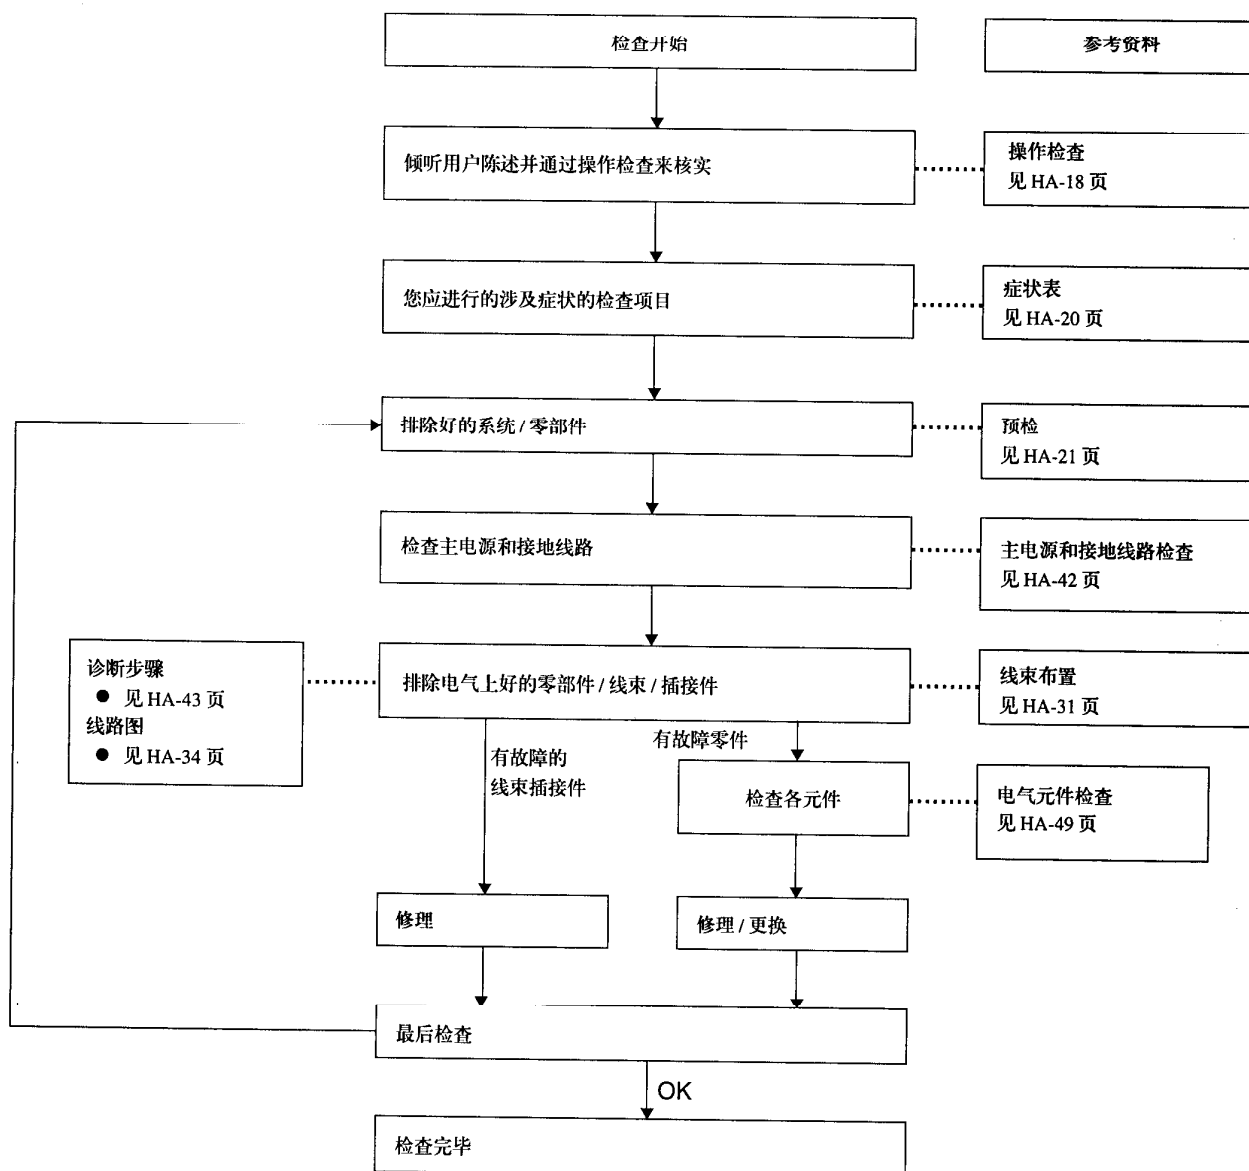 检查开始
参考资料
倾听用户陈述并通过操作检查来核实
操作检查
见 HA-18 页
您应进行的涉及症状的检查项目
症状表
见 HA-20 页
排除好的系统 / 零部件
预检
见 HA-21 页
检查主电源和接地线路
主电源和接地线路检查
见 HA-42 页
诊断步骤
● 见 HA-43 页
线路图
● 见 HA-34 页
排除电气上好的零部件 / 线束 / 插接件
线束布置
见 HA-31 页
有故障的
线束插接件
有故障零件
检查各元件
电气元件检查
见 HA-49 页
修理
修理 / 更换
最后检查
OK
检查完毕